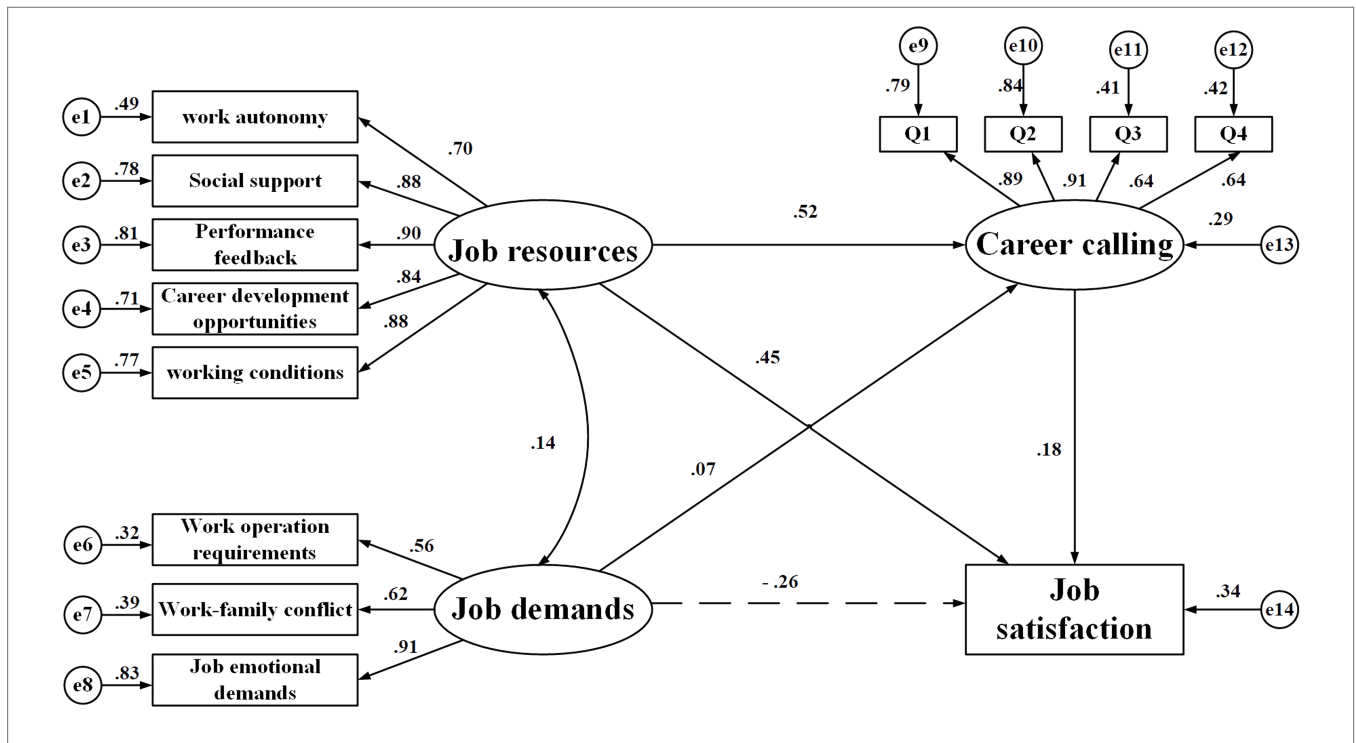 e9
e10
e11
e12
.79
.84
.41
.42
Q1
Q2
Q3
Q4
.89
.91
.64
.64
e1
.49
work autonomy
.70
e2
.78
Social support
.88
e3
.81
Performance
feedback
.90
e4
.71
Career development
opportunities
.84
e5
.77
working conditions
.88
Job resources
.52
Career calling
.29
e13
.45
.14
.07
.18
e6
.32
Work operation
requirements
.56
e7
.39
Work-family conflict
.62
e8
.83
Job emotional
demands
.91
Job demands
- .26
Job
satisfaction
.34
e14